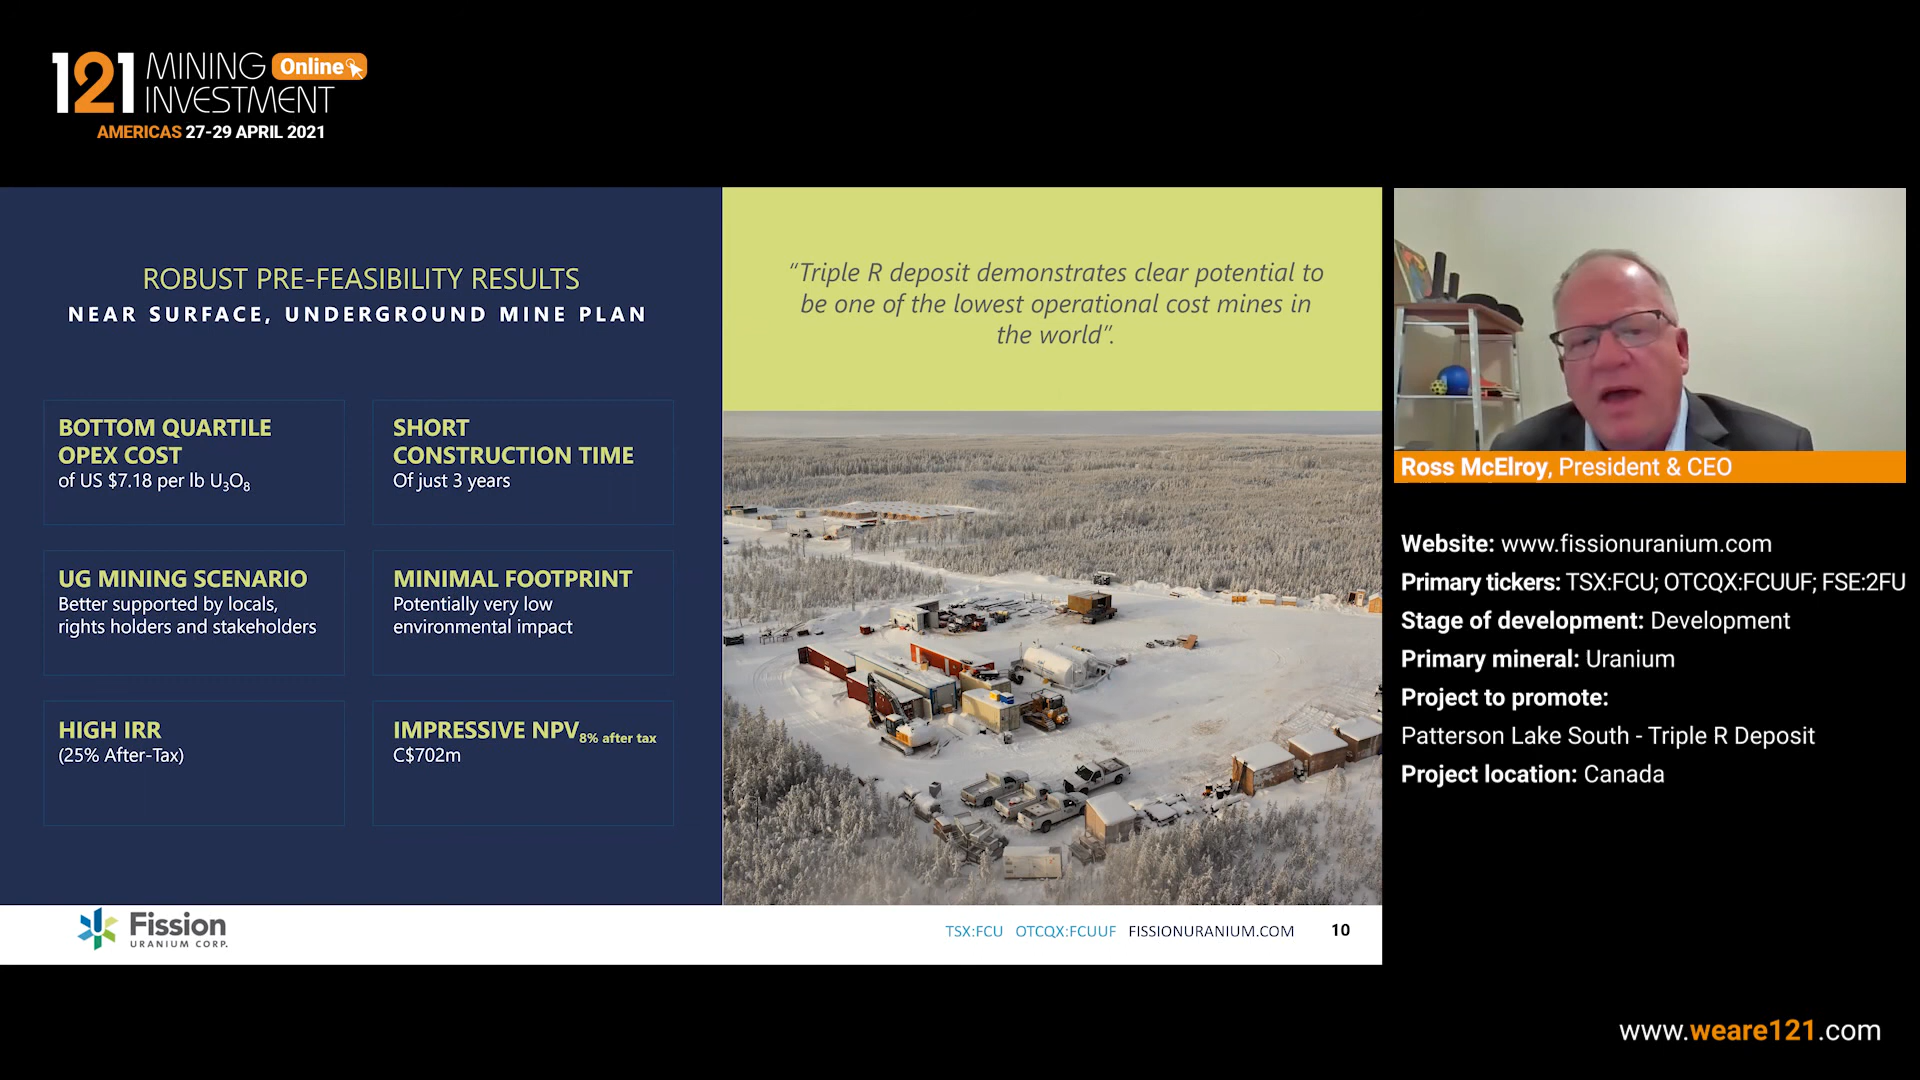 121 MINING Online
INVESTMENT
AMERICAS 27-29 APRIL 2021
ROBUST PRE-FEASIBILITY RESULTS
NEAR SURFACE, UNDERGROUND MINE PLAN
BOTTOM QUARTILE
OPEX COST
of US $7.18 per lb U₃O₈
SHORT
CONSTRUCTION TIME
Of just 3 years
UG MINING SCENARIO
Better supported by locals,
rights holders and stakeholders
MINIMAL FOOTPRINT
Potentially very low
environmental impact
HIGH IRR
(25% After-Tax)
IMPRESSIVE NPV8% after tax
C$702m
“Triple R deposit demonstrates clear potential to
be one of the lowest operational cost mines in
the world”.
Fission
URANIUM CORP.
TSX:FCU OTCQX:FCUUF FISSIONURANIUM.COM 10
Ross McElroy, President & CEO
Website: www.fissionuranium.com
Primary tickers: TSX:FCU; OTCQX:FCUUF; FSE:2FU
Stage of development: Development
Primary mineral: Uranium
Project to promote:
Patterson Lake South - Triple R Deposit
Project location: Canada
www.weare121.com